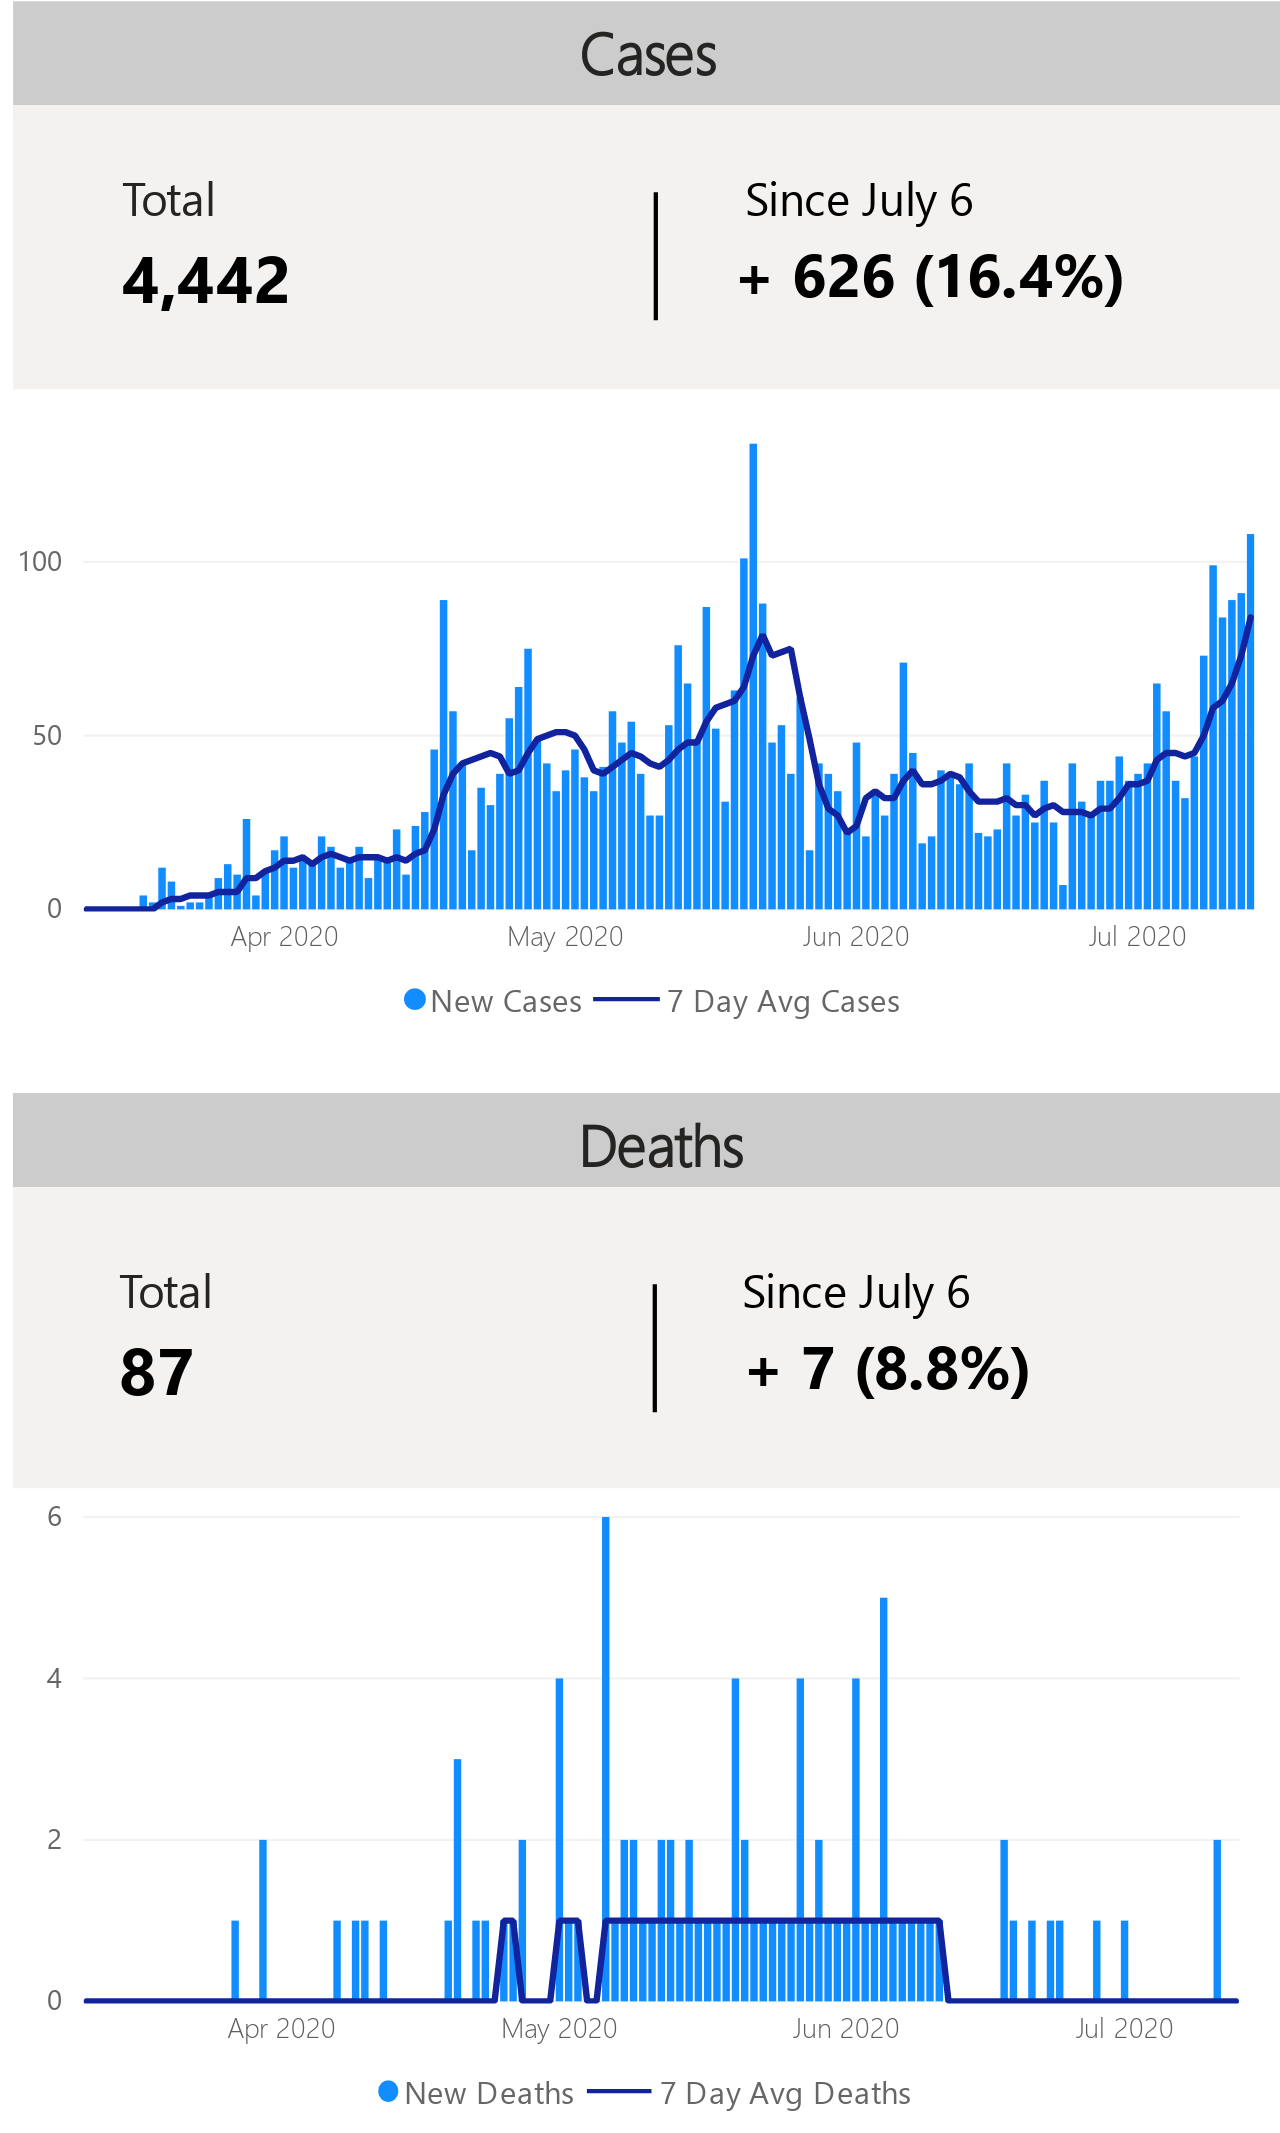 Cases
Total
Since July 6
4,442
+ 626 (16.4%)
100
50
0
Apr 2020
May 2020
Jun 2020
Jul 2020
New Cases
7 Day Avg Cases
Deaths
Total
Since July 6
87
+ 7 (8.8%)
6
4
2
0
Apr 2020
May 2020
Jun 2020
Jul 2020
New Deaths
7 Day Avg Deaths